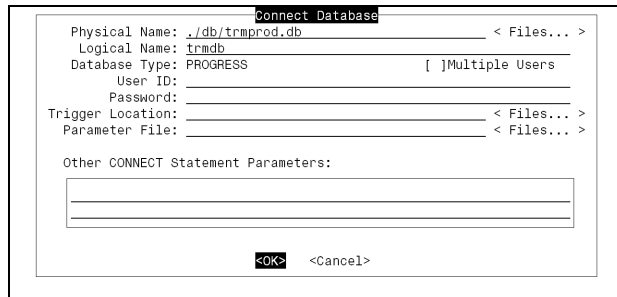 Connect Database
Physical Name: ./db/trmprod.db < Files... >
Logical Name: trmdb
Database Type: PROGRESS [ ]Multiple Users
User ID:
Password:
Trigger Location: < Files... >
Parameter File: < Files... >
Other CONNECT Statement Parameters:
<OK> <Cancel>